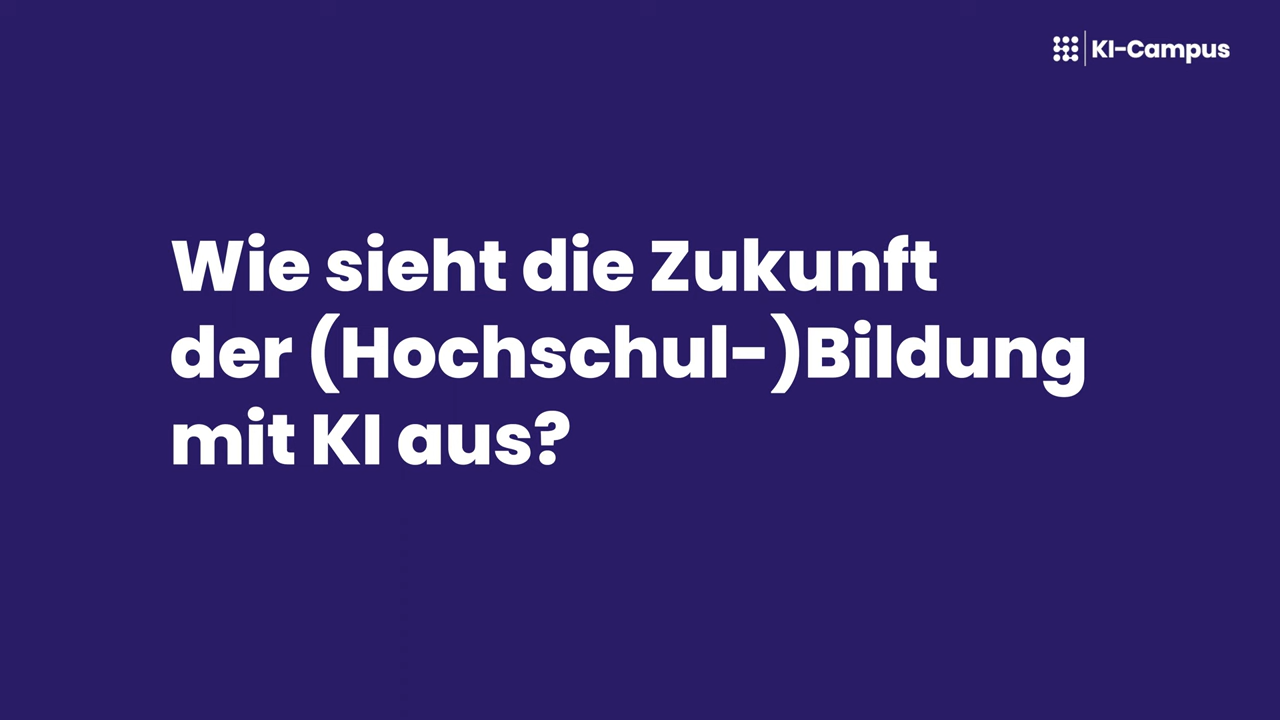 KI-Campus
Wie sieht die Zukunft
der (Hochschul-)Bildung
mit KI aus?